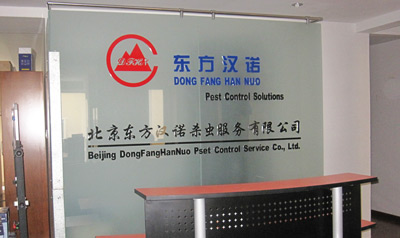 东方汉诺
DONG FANG HAN NUO
Pest Control Solutions
北京东方汉诺杀虫服务有限公司
Beijing DongFangHanNuo Pset Control Service Co., Ltd.